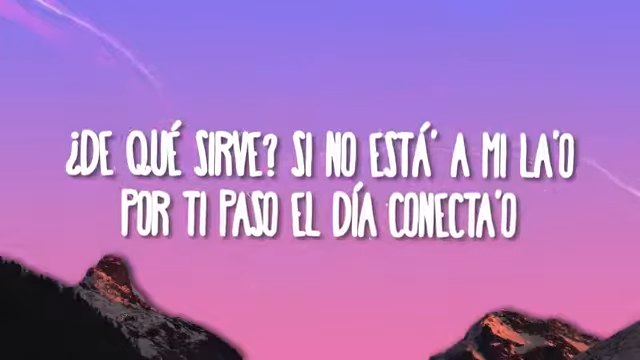 ¿DE QUÉ SIRVE? SI NO ESTÁ' A MI LA'O
POR TI PASO EL DÍA CONECTA'O